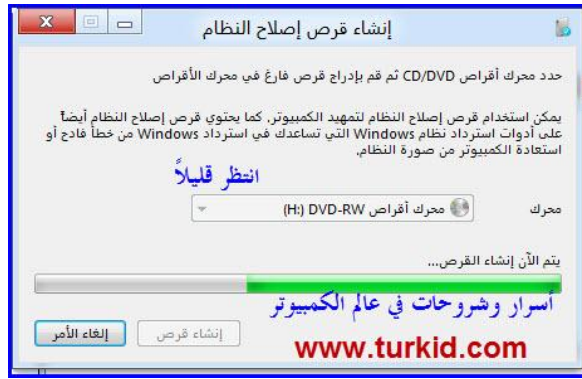 إنشاء قرص إصلاح النظام
حدد محرك أقراص CD/DVD ثم قم بإدراج قرص فارغ في محرك الأقراص
يمكن استخدام قرص إصلاح النظام لتمهيد الكمبيوتر. كما يحتوي قرص إصلاح النظام أيضاً
على أدوات استرداد نظام Windows التي تساعدك في استرداد Windows من خطأ فادح أو
استعادة الكمبيوتر من صورة النظام.
انتظر قليلاً
محرك
محرك أقراص DVD-RW (H:)
يتم الآن إنشاء القرص...
أسرار وشروحات في عالم الكمبيوتر
إنشاء قرص
إلغاء الأمر
www.turkid.com